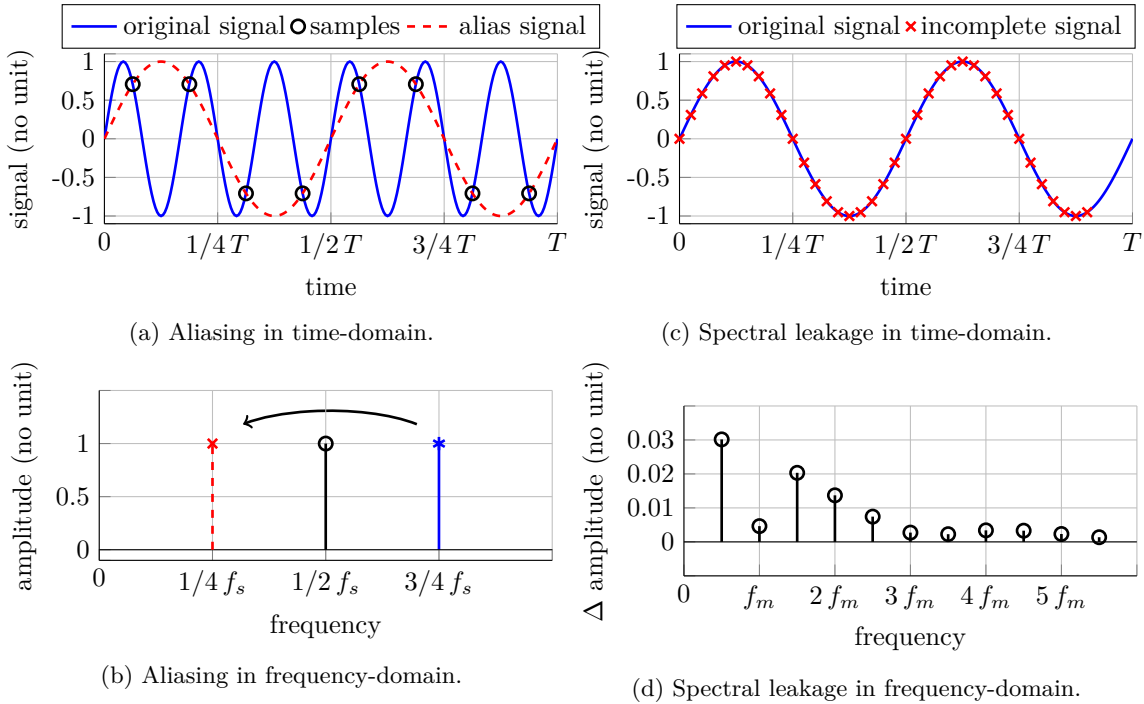 original signal samples alias signal
1
0.5
0
-0.5
-1
signal (no unit)
0 1/4 T 1/2 T 3/4 T T
time
(a) Aliasing in time-domain.
original signal incomplete signal
1
0.5
0
-0.5
-1
signal (no unit)
0 1/4 T 1/2 T 3/4 T T
time
(c) Spectral leakage in time-domain.
1
0.5
0
amplitude (no unit)
0 1/4 f_s 1/2 f_s 3/4 f_s
frequency
(b) Aliasing in frequency-domain.
0.03
0.02
0.01
0
Δ amplitude (no unit)
0 f_m 2 f_m 3 f_m 4 f_m 5 f_m
frequency
(d) Spectral leakage in frequency-domain.